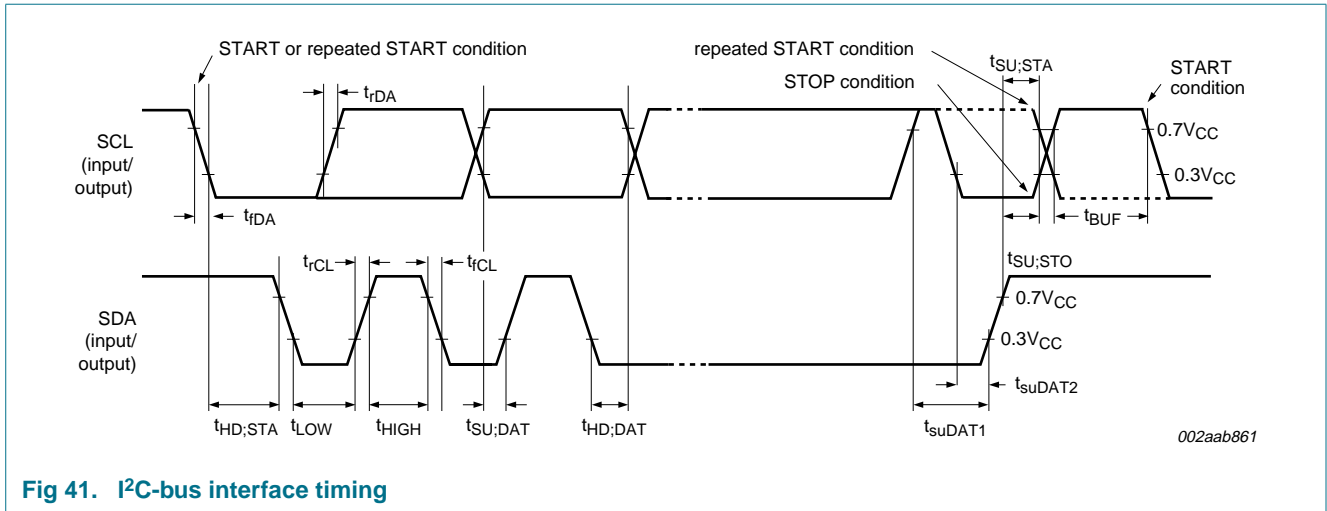 START or repeated START condition
repeated START condition
STOP condition
tSU;STA
START
condition
trDA
SCL
(input/
output)
0.7VCC
0.3VCC
tfDA
tBUF
trCL
tfCL
tSU;STO
SDA
(input/
output)
0.7VCC
0.3VCC
tsuDAT2
tHD;STA
tLOW
tHIGH
tSU;DAT
tHD;DAT
tsuDAT1
002aab861
Fig 41. I²C-bus interface timing